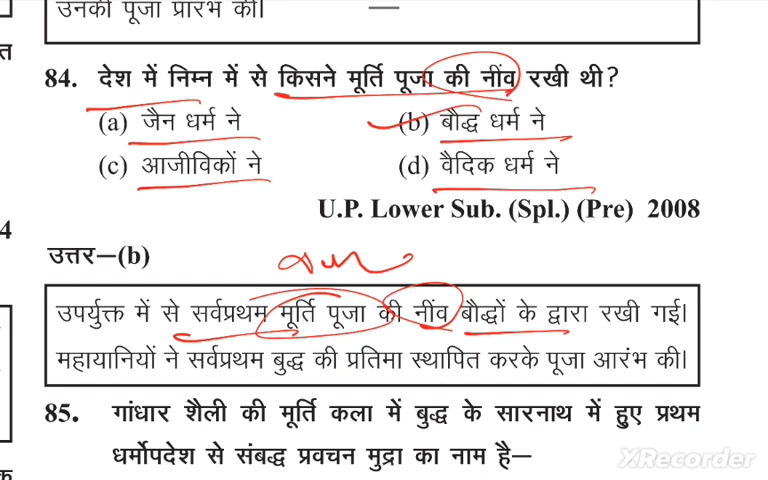 उनकी पूजा प्रारंभ की।
त
84. देश में निम्न में से किसने मूर्ति पूजा की नींव रखी थी?
(a) जैन धर्म ने (b) बौद्ध धर्म ने
(c) आजीविकों ने (d) वैदिक धर्म ने
U.P. Lower Sub. (Spl.) (Pre) 2008
4
उत्तर–(b)
उपर्युक्त में से सर्वप्रथम मूर्ति पूजा की नींव बौद्धों के द्वारा रखी गई।
महायानियों ने सर्वप्रथम बुद्ध की प्रतिमा स्थापित करके पूजा आरंभ की।
85. गांधार शैली की मूर्ति कला में बुद्ध के सारनाथ में हुए प्रथम
धर्मोपदेश से संबद्ध प्रवचन मुद्रा का नाम है–
XRecorder